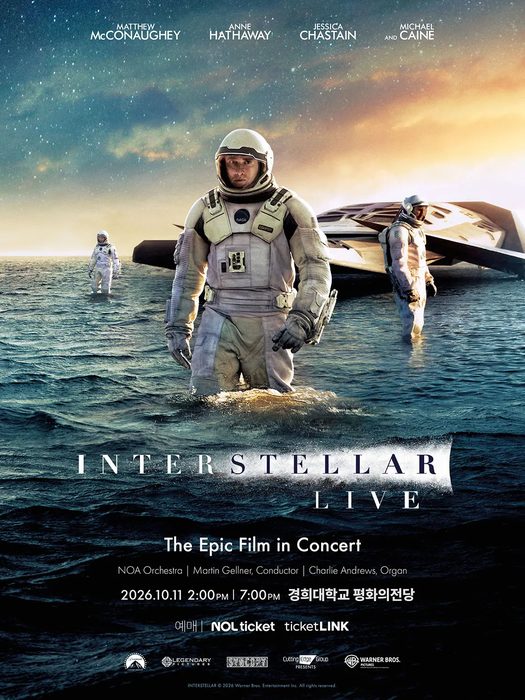 MATTHEW McCONAUGHEY
ANNE HATHAWAY
JESSICA CHASTAIN
AND MICHAEL CAINE
NASA
INTERSTELLAR
LIVE
The Epic Film in Concert
NOA Orchestra | Martin Gellner, Conductor | Charlie Andrews, Organ
2026.10.11 2:00PM | 7:00PM 경희대학교 평화의전당
예매 | NOL ticket ticketLINK
LEGENDARY PICTURES
SYNCOPY
Cutting Edge Group PRESENTS
WARNER BROS. PICTURES
INTERSTELLAR © 2026 Warner Bros. Entertainment Inc. All rights reserved.